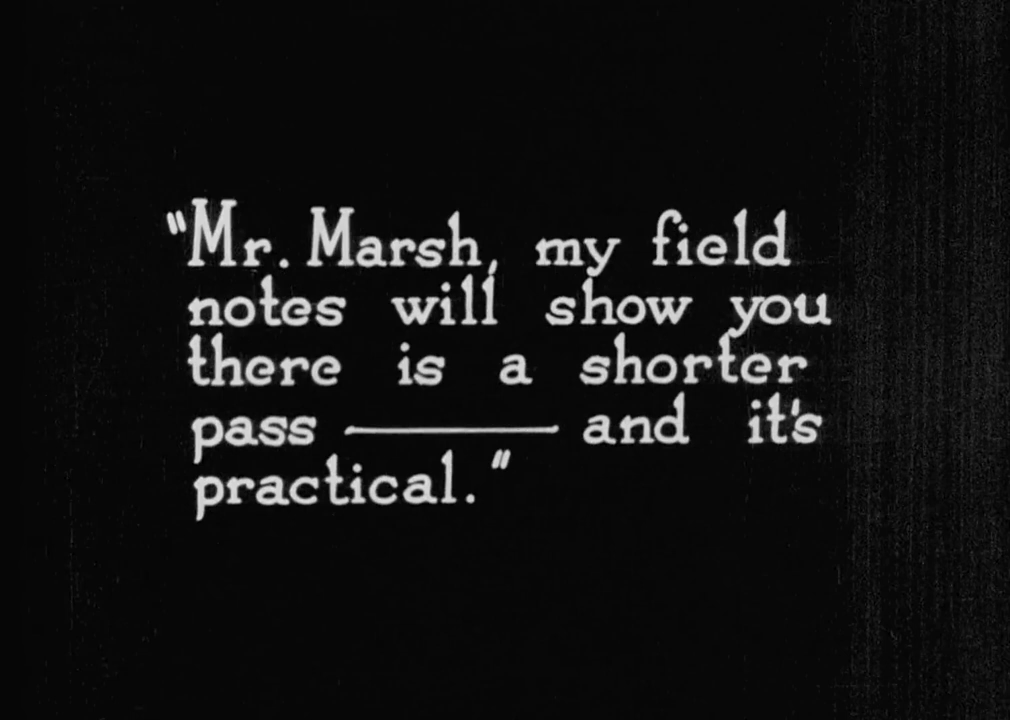 "Mr. Marsh, my field
notes will show you
there is a shorter
pass ——— and it's
practical."